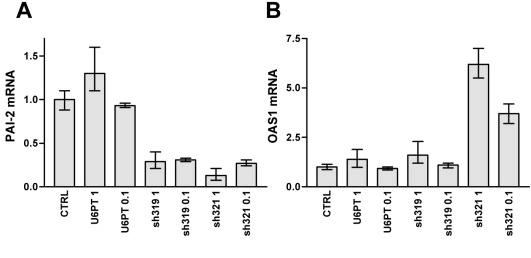 A
PAI-2 mRNA
1.5
1.0
0.5
0.0
CTRL
U6PT 1
U6PT 0.1
sh319 1
sh319 0.1
sh321 1
sh321 0.1
B
OAS1 mRNA
7.5
5.0
2.5
0.0
CTRL
U6PT 1
U6PT 0.1
sh319 1
sh319 0.1
sh321 1
sh321 0.1